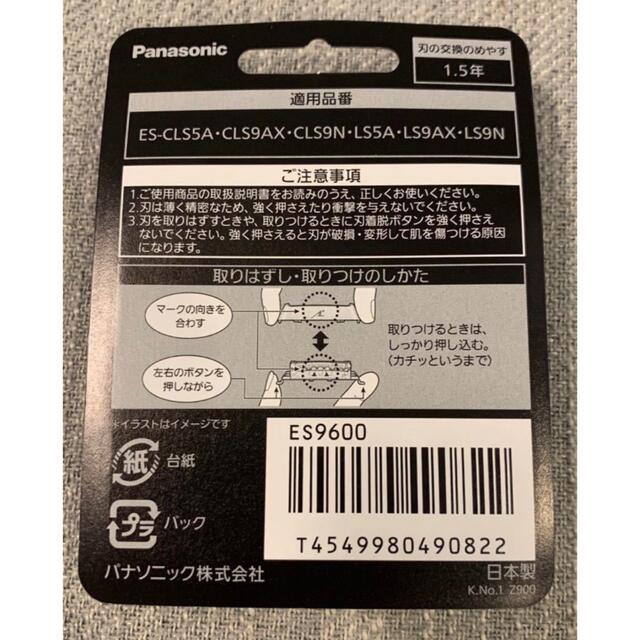 Panasonic
刃の交換のめやす
1.5年
適用品番
ES-CLS5A・CLS9AX・CLS9N・LS5A・LS9AX・LS9N
ご注意事項
1.ご使用商品の取扱説明書をお読みのうえ、正しくお使いください。
2.刃は薄く精密なため、強く押さえたり衝撃を与えないでください。
3.刃を取りはずすときや、取りつけるときに刃着脱ボタンを強く押さえ
ないでください。強く押さえると刃が破損・変形して肌を傷つける原因
になります。
取りはずし・取りつけのしかた
マークの向きを
合わす
左右のボタンを
押しながら
取りつけるときは、
しっかり押し込む。
(カチッというまで)
*イラストはイメージです
紙
台紙
プラ
パック
パナソニック株式会社
ES9600
T4549980490822
日本製
K.No.1 Z900